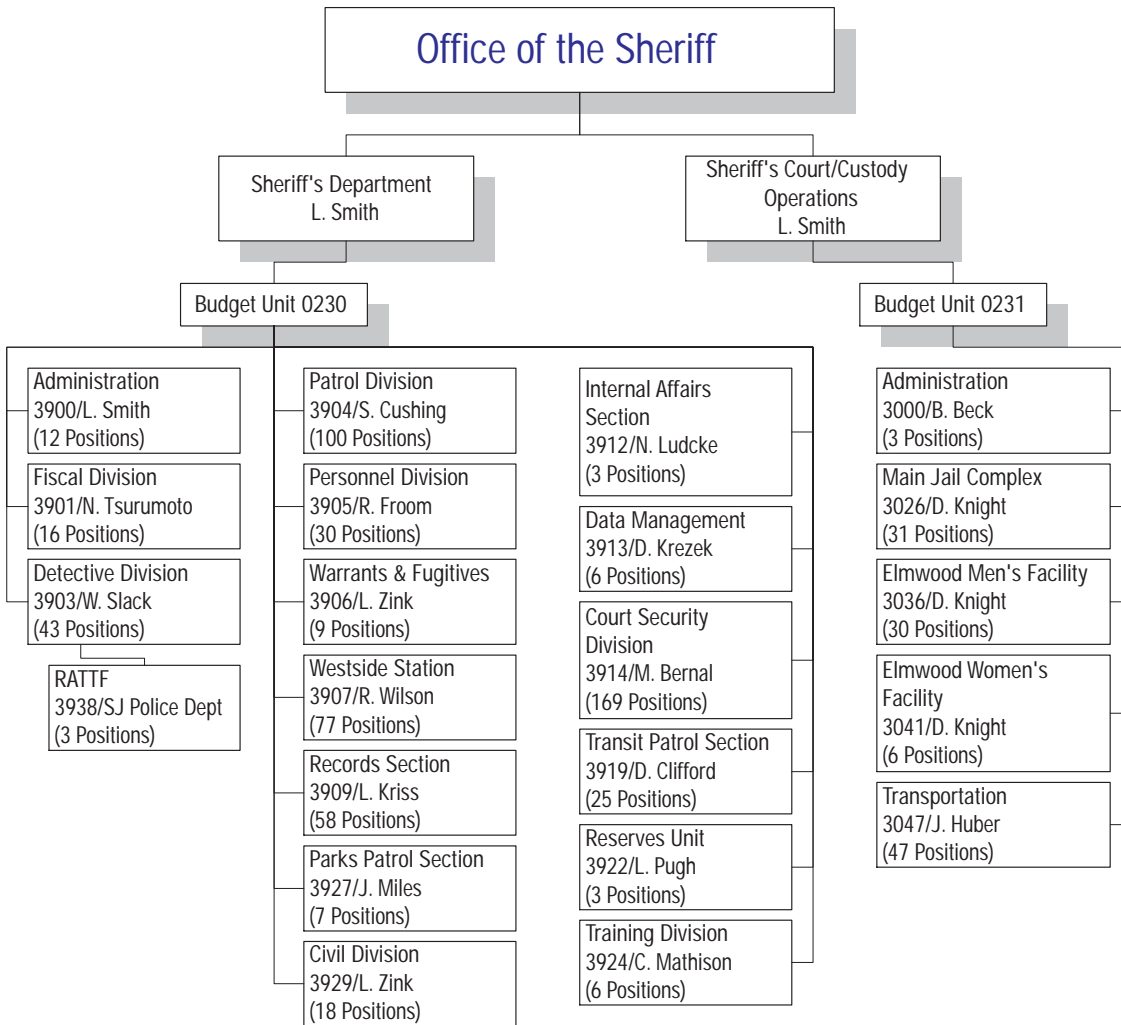 Office of the Sheriff
Sheriff's Department
L. Smith
Sheriff's Court/Custody
Operations
L. Smith
Budget Unit 0230
Budget Unit 0231
Administration
3900/L. Smith
(12 Positions)
Fiscal Division
3901/N. Tsurumoto
(16 Positions)
Detective Division
3903/W. Slack
(43 Positions)
RATTF
3938/SJ Police Dept
(3 Positions)
Patrol Division
3904/S. Cushing
(100 Positions)
Personnel Division
3905/R. Froom
(30 Positions)
Warrants & Fugitives
3906/L. Zink
(9 Positions)
Westside Station
3907/R. Wilson
(77 Positions)
Records Section
3909/L. Kriss
(58 Positions)
Parks Patrol Section
3927/J. Miles
(7 Positions)
Civil Division
3929/L. Zink
(18 Positions)
Internal Affairs
Section
3912/N. Ludcke
(3 Positions)
Data Management
3913/D. Krezek
(6 Positions)
Court Security
Division
3914/M. Bernal
(169 Positions)
Transit Patrol Section
3919/D. Clifford
(25 Positions)
Reserves Unit
3922/L. Pugh
(3 Positions)
Training Division
3924/C. Mathison
(6 Positions)
Administration
3000/B. Beck
(3 Positions)
Main Jail Complex
3026/D. Knight
(31 Positions)
Elmwood Men's Facility
3036/D. Knight
(30 Positions)
Elmwood Women's
Facility
3041/D. Knight
(6 Positions)
Transportation
3047/J. Huber
(47 Positions)